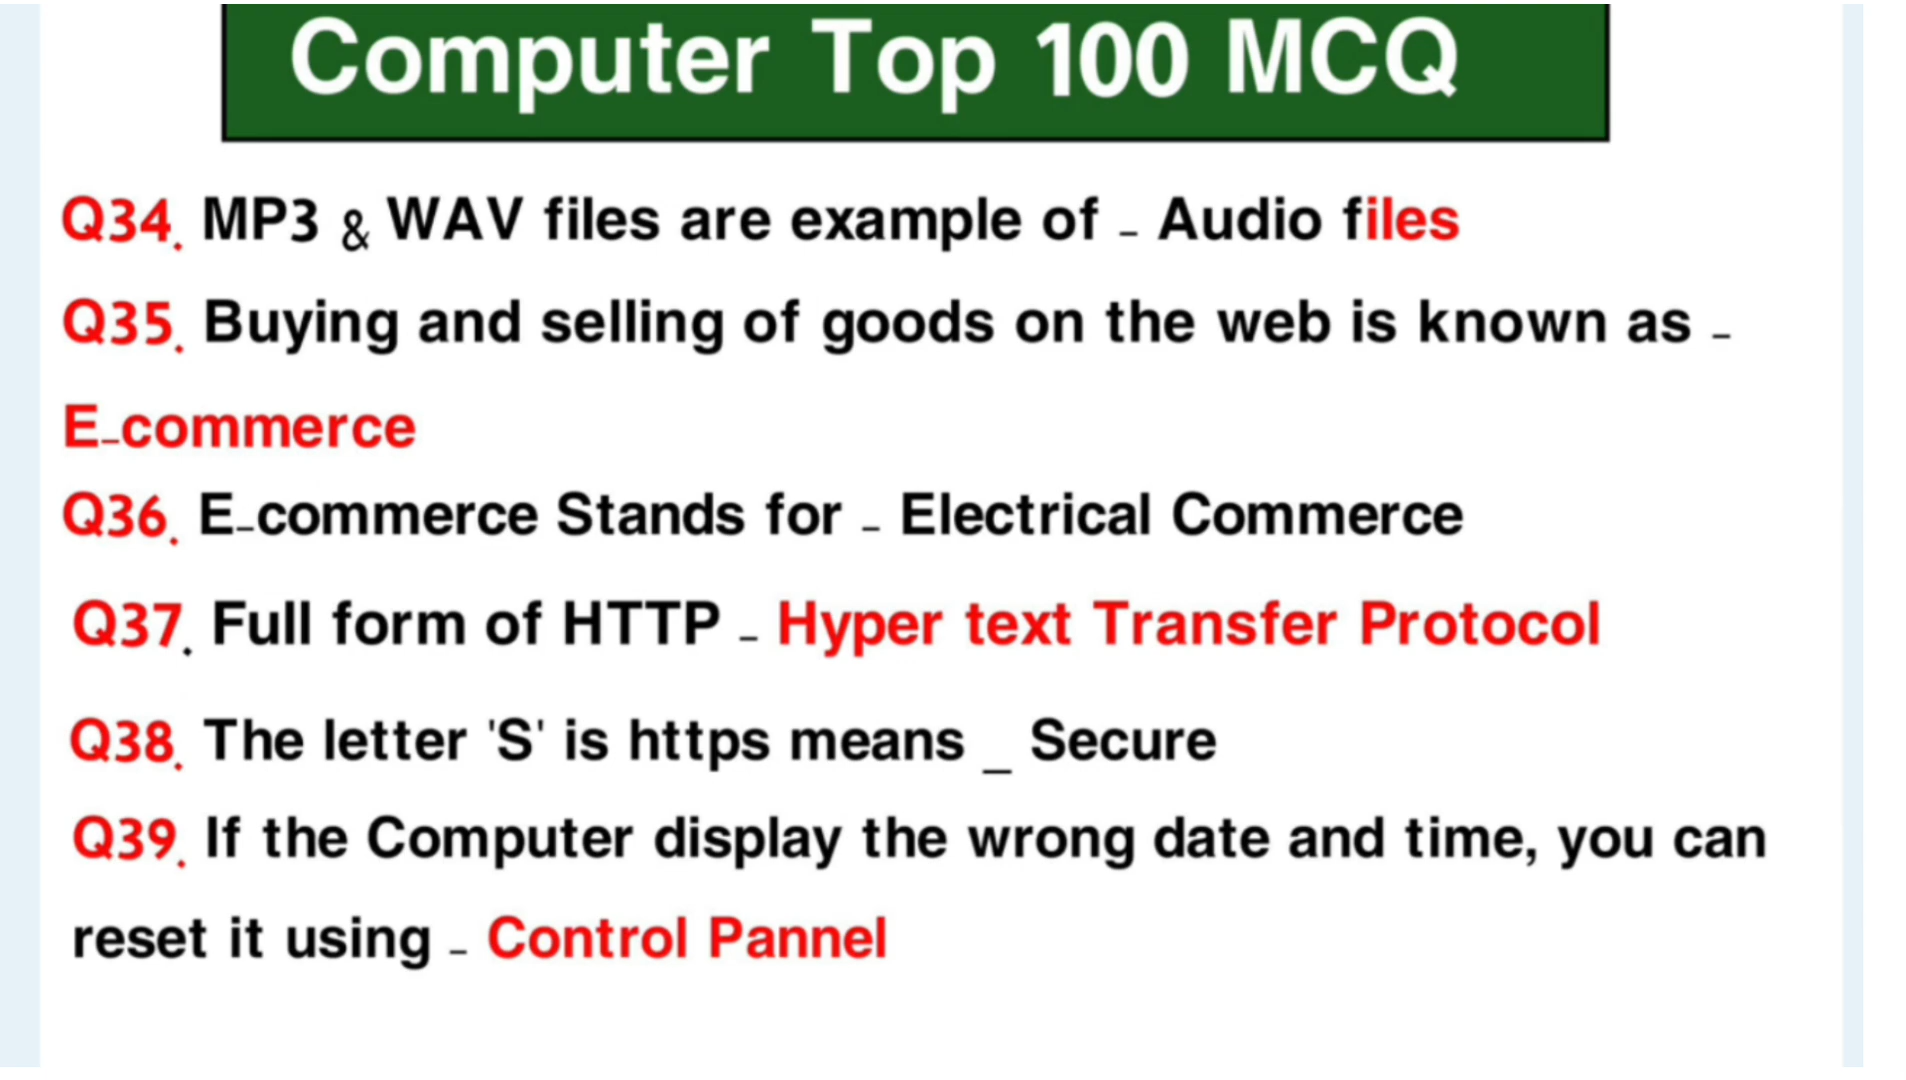 Computer Top 100 MCQ
Q34. MP3 & WAV files are example of - Audio files
Q35. Buying and selling of goods on the web is known as -
E-commerce
Q36. E-commerce Stands for - Electrical Commerce
Q37. Full form of HTTP - Hyper text Transfer Protocol
Q38. The letter 'S' is https means _ Secure
Q39. If the Computer display the wrong date and time, you can
reset it using - Control Pannel